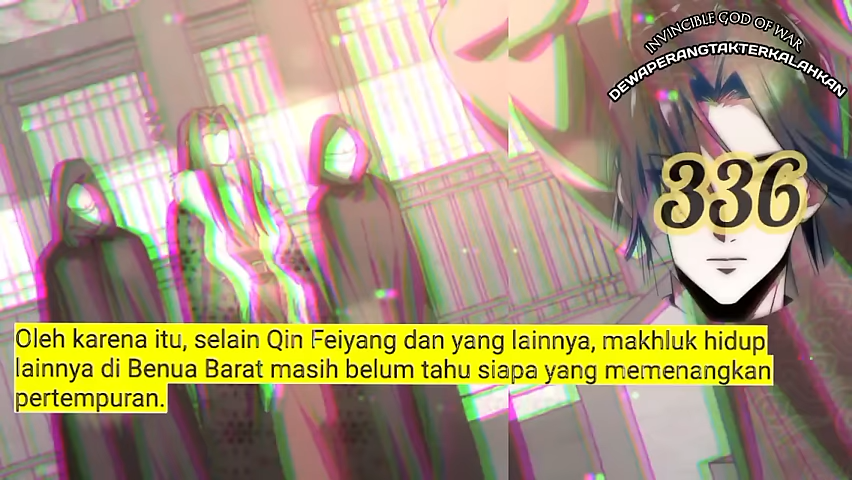 INVINCIBLE GOD OF WAR
DEWAPERANGTAKTERKALAHKAN
336
Oleh karena itu, selain Qin Feiyang dan yang lainnya, makhluk hidup
lainnya di Benua Barat masih belum tahu siapa yang memenangkan
pertempuran.